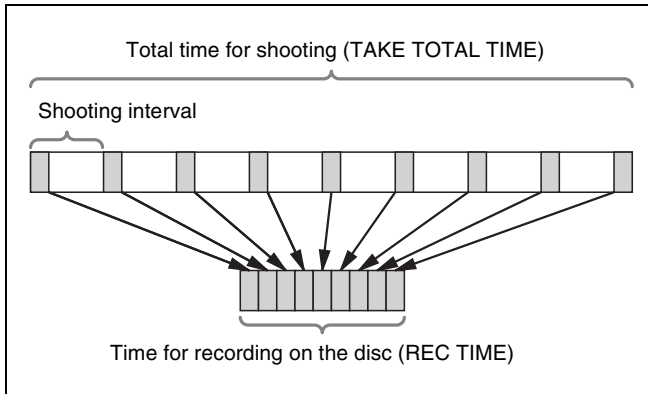 Total time for shooting (TAKE TOTAL TIME)
Shooting interval
Time for recording on the disc (REC TIME)